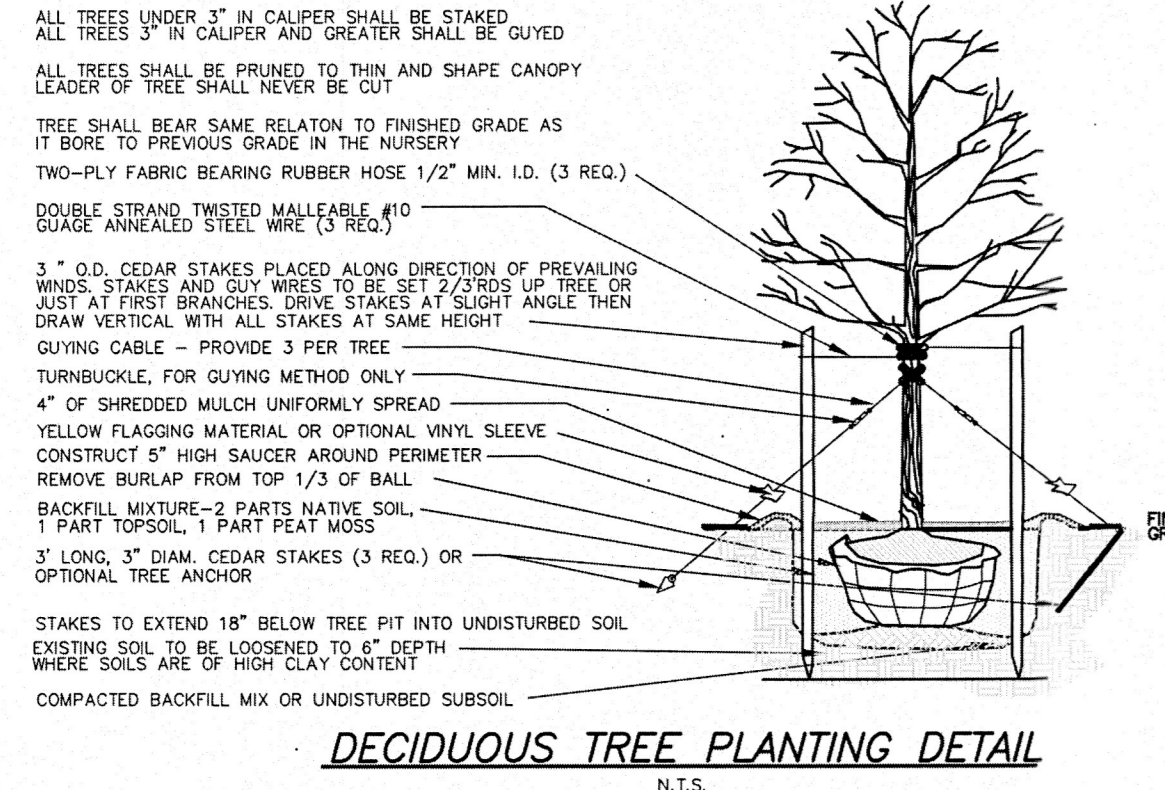 ALL TREES UNDER 3" IN CALIPER SHALL BE STAKED
ALL TREES 3" IN CALIPER AND GREATER SHALL BE GUYED
ALL TREES SHALL BE PRUNED TO THIN AND SHAPE CANOPY
LEADER OF TREE SHALL NEVER BE CUT
TREE SHALL BEAR SAME RELATON TO FINISHED GRADE AS
IT BORE TO PREVIOUS GRADE IN THE NURSERY
TWO-PLY FABRIC BEARING RUBBER HOSE 1/2" MIN. I.D. (3 REQ.)
DOUBLE STRAND TWISTED MALLEABLE #10
GUAGE ANNEALED STEEL WIRE (3 REQ.)
3 " O.D. CEDAR STAKES PLACED ALONG DIRECTION OF PREVAILING
WINDS. STAKES AND GUY WIRES TO BE SET 2/3'RDS UP TREE OR
JUST AT FIRST BRANCHES. DRIVE STAKES AT SLIGHT ANGLE THEN
DRAW VERTICAL WITH ALL STAKES AT SAME HEIGHT
GUYING CABLE - PROVIDE 3 PER TREE
TURNBUCKLE, FOR GUYING METHOD ONLY
4" OF SHREDDED MULCH UNIFORMLY SPREAD
YELLOW FLAGGING MATERIAL OR OPTIONAL VINYL SLEEVE
CONSTRUCT 5" HIGH SAUCER AROUND PERIMETER
REMOVE BURLAP FROM TOP 1/3 OF BALL
BACKFILL MIXTURE-2 PARTS NATIVE SOIL,
1 PART TOPSOIL, 1 PART PEAT MOSS
3' LONG, 3" DIAM. CEDAR STAKES (3 REQ.) OR
OPTIONAL TREE ANCHOR
STAKES TO EXTEND 18" BELOW TREE PIT INTO UNDISTURBED SOIL
EXISTING SOIL TO BE LOOSENED TO 6" DEPTH
WHERE SOILS ARE OF HIGH CLAY CONTENT
COMPACTED BACKFILL MIX OR UNDISTURBED SUBSOIL
DECIDUOUS TREE PLANTING DETAIL
N.T.S.